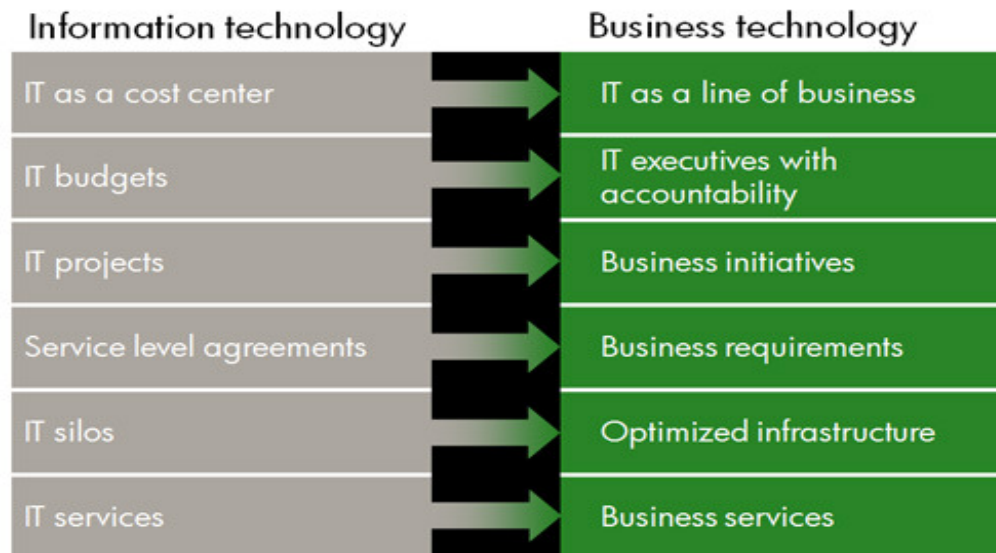 Information technology
Business technology
IT as a cost center
IT as a line of business
IT budgets
IT executives with
accountability
IT projects
Business initiatives
Service level agreements
Business requirements
IT silos
Optimized infrastructure
IT services
Business services